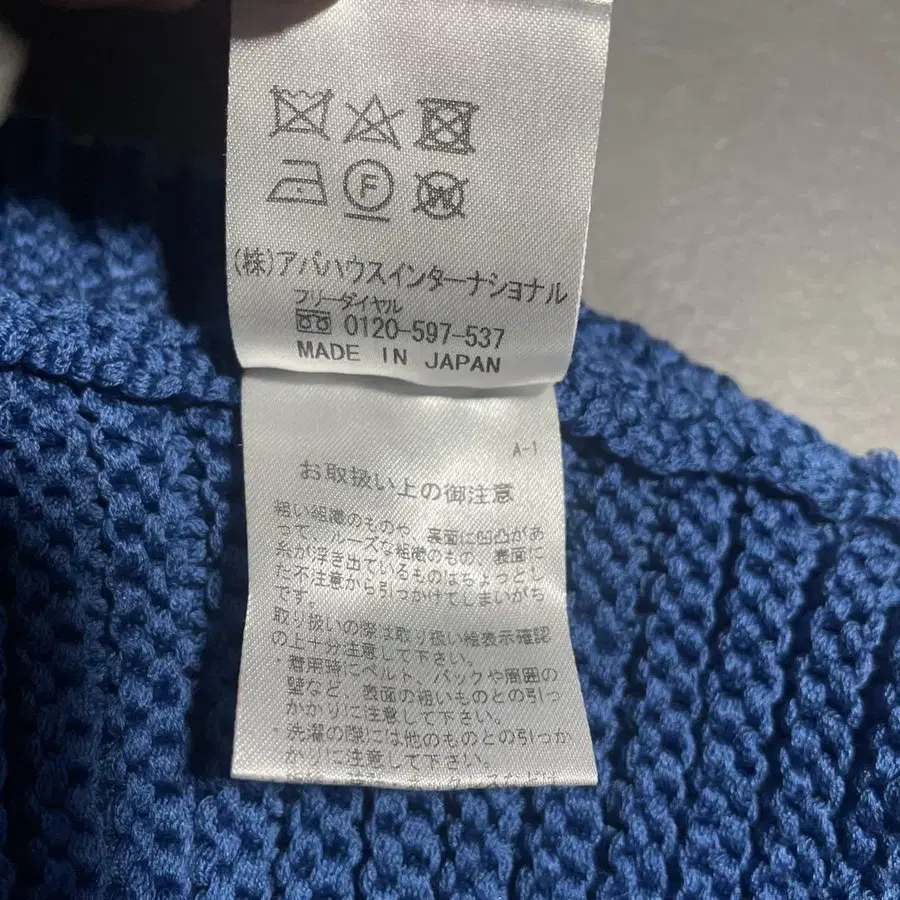 F
W
(株)アバハウスインターナショナル
フリーダイヤル
0120-597-537
MADE IN JAPAN
A-1
お取扱い上の御注意
粗い組織のものや、裏面に凹凸があ
って、ルーズな組織のもの、表面に
糸が浮き出ているものはちょっとし
た不注意から引っかけてしまいがち
です。
取り扱いの際は取り扱い絵表示確認
の上十分注意して下さい。
・着用時にベルト、バックや周囲の
壁など、表面の粗いものとの引っ
かかりに注意して下さい。
・洗濯の際には他のものとの引っか
かりに注意して下さい。